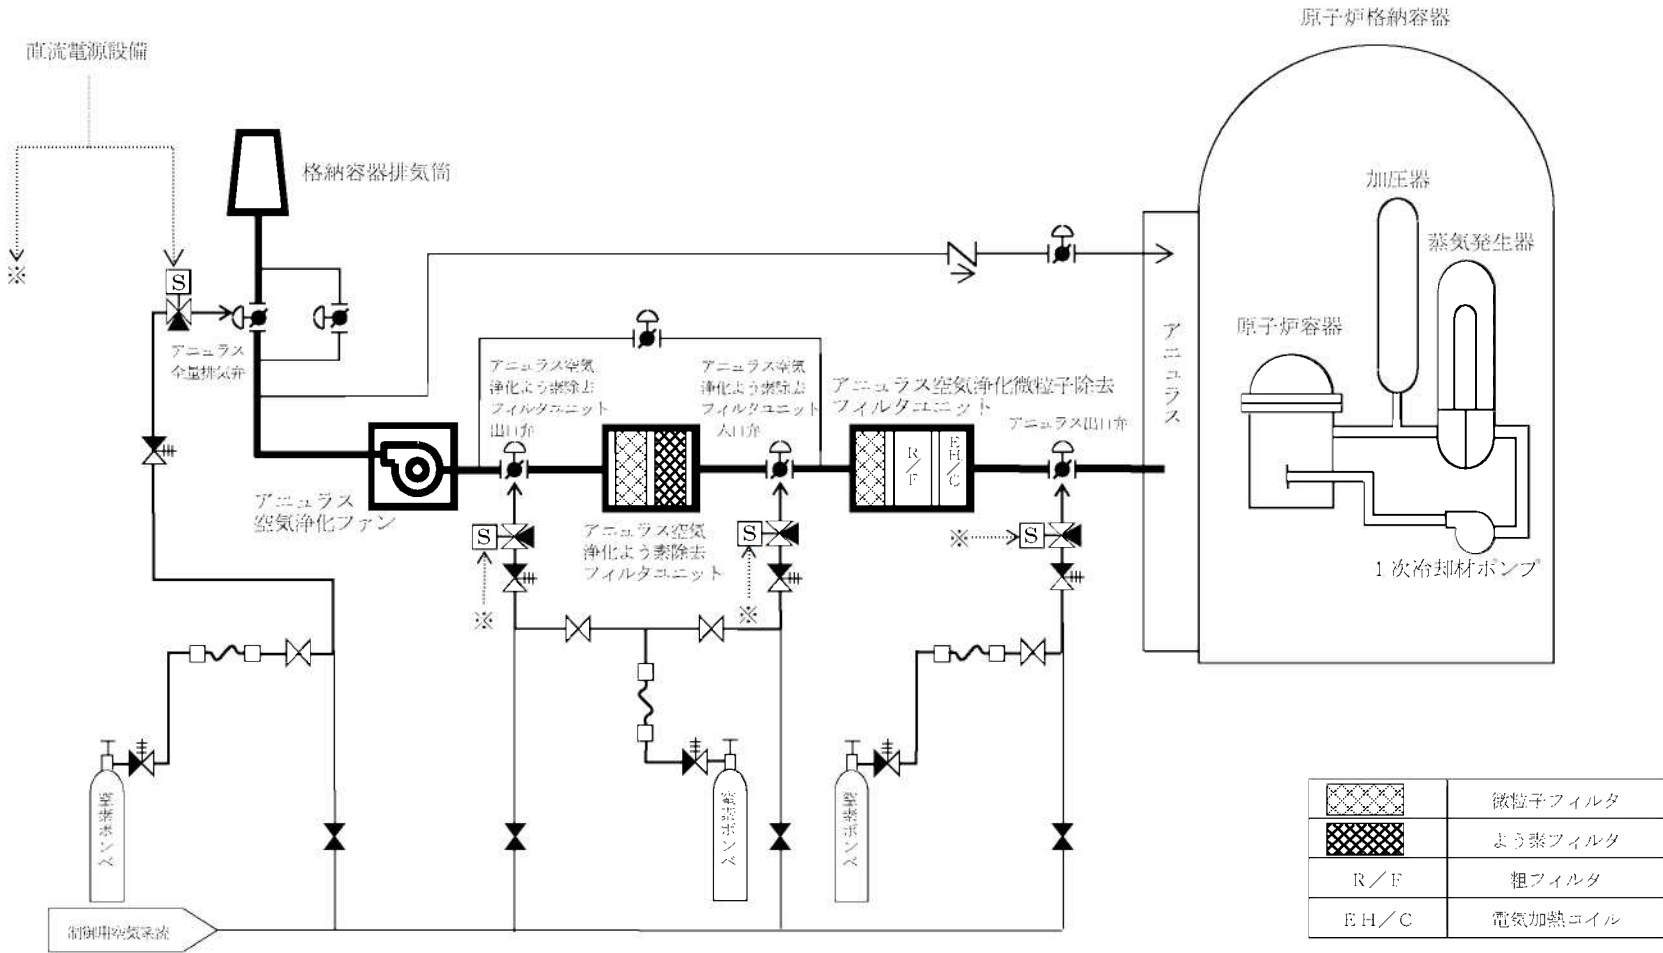 原子炉格納容器
直流電源設備
格納容器排気筒
加圧器
蒸気発生器
※
S
原子炉容器
アニュラス
アニュラス
全量排気弁
アニュラス空気
浄化よう素除去
フィルタユニット
出口弁
アニュラス空気
浄化よう素除去
フィルタユニット
入口弁
アニュラス空気浄化微粒子除去
フィルタユニット
アニュラス出口弁
R/F
EH/C
アニュラス
空気浄化ファン
S
※
アニュラス空気
浄化よう素除去
フィルタユニット
S
※
※
S
1次冷却材ポンプ
窒素ボンベ
窒素ボンベ
窒素ボンベ
微粒子フィルタ
よう素フィルタ
R/F 粗フィルタ
EH/C 電気加熱コイル
制御用空気系統